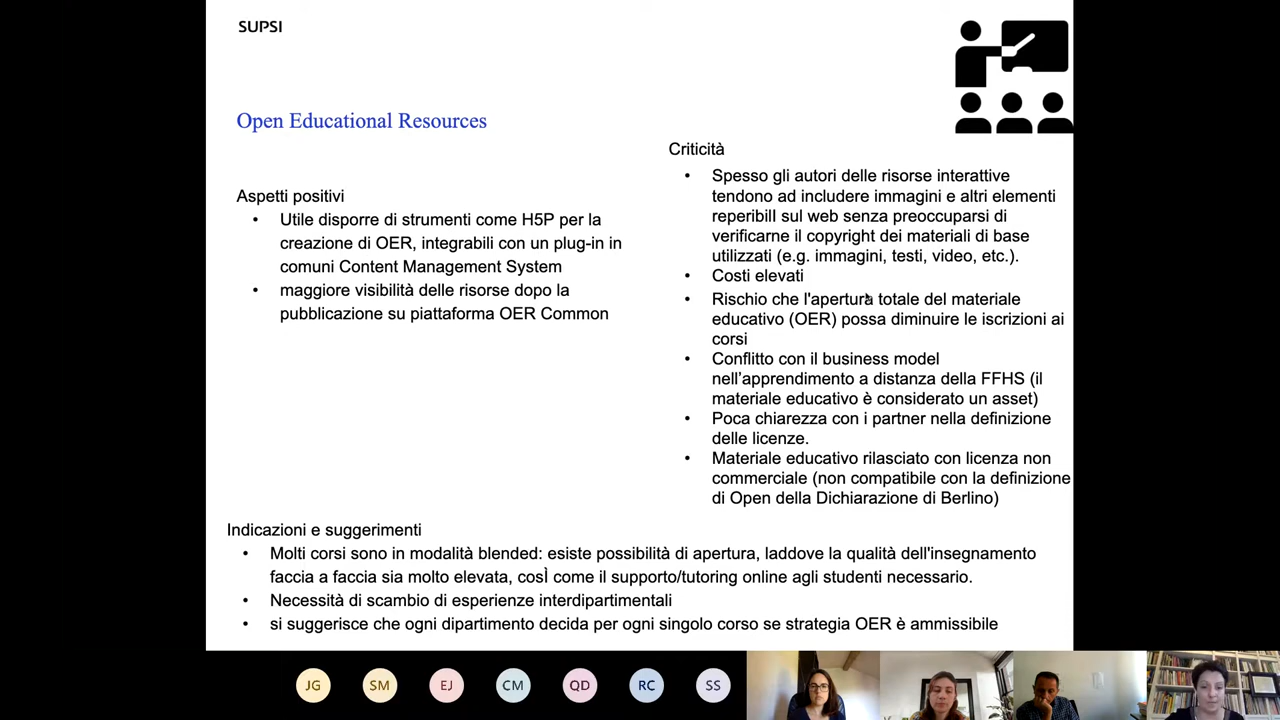 SUPSI
Open Educational Resources
Aspetti positivi
• Utile disporre di strumenti come H5P per la
creazione di OER, integrabili con un plug-in in
comuni Content Management System
• maggiore visibilità delle risorse dopo la
pubblicazione su piattaforma OER Common
Criticità
• Spesso gli autori delle risorse interattive
tendono ad includere immagini e altri elementi
reperibiIl sul web senza preoccuparsi di
verificarne il copyright dei materiali di base
utilizzati (e.g. immagini, testi, video, etc.).
• Costi elevati
• Rischio che l'apertura totale del materiale
educativo (OER) possa diminuire le iscrizioni ai
corsi
• Conflitto con il business model
nell’apprendimento a distanza della FFHS (il
materiale educativo è considerato un asset)
• Poca chiarezza con i partner nella definizione
delle licenze.
• Materiale educativo rilasciato con licenza non
commerciale (non compatibile con la definizione
di Open della Dichiarazione di Berlino)
Indicazioni e suggerimenti
• Molti corsi sono in modalità blended: esiste possibilità di apertura, laddove la qualità dell'insegnamento
faccia a faccia sia molto elevata, così come il supporto/tutoring online agli studenti necessario.
• Necessità di scambio di esperienze interdipartimentali
• si suggerisce che ogni dipartimento decida per ogni singolo corso se strategia OER è ammissibile
JG SM EJ CM QD RC SS